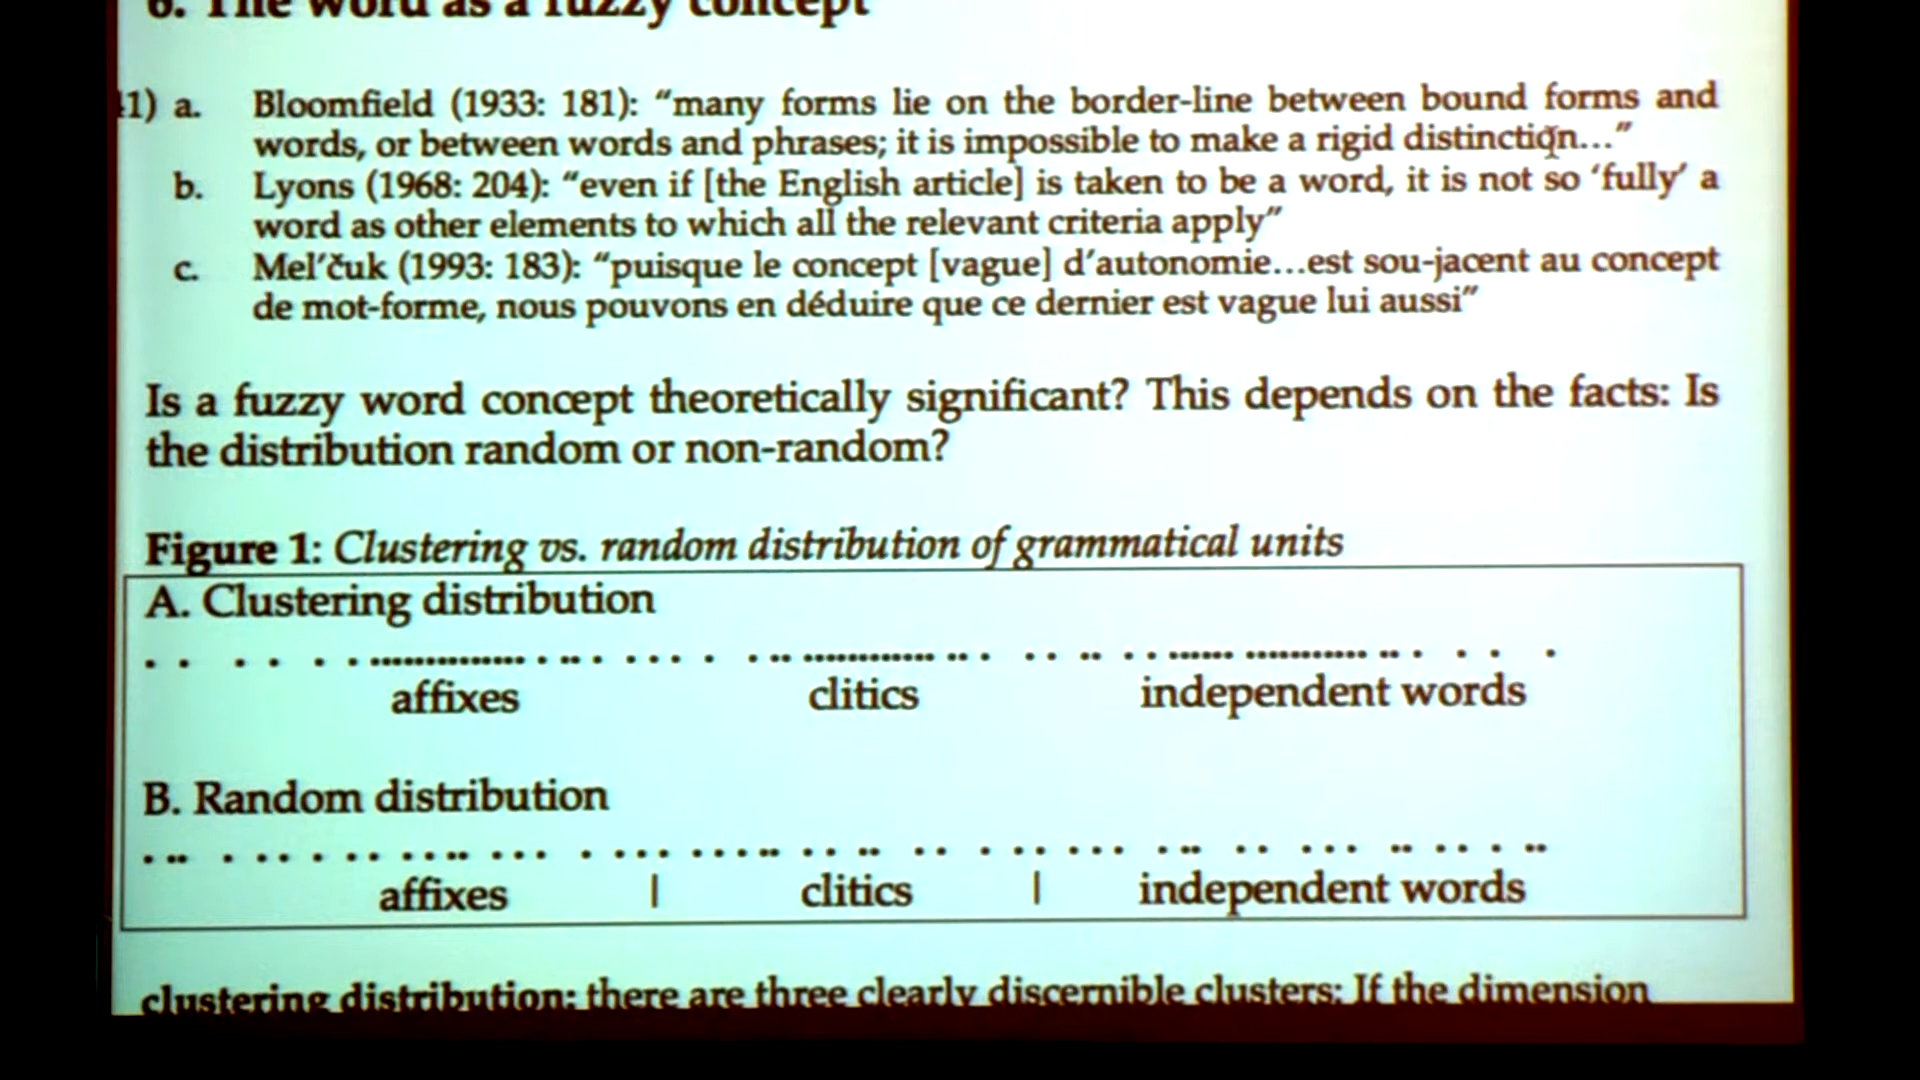 6. The word as a fuzzy concept
1) a. Bloomfield (1933: 181): “many forms lie on the border-line between bound forms and
words, or between words and phrases; it is impossible to make a rigid distinction…”
b. Lyons (1968: 204): “even if [the English article] is taken to be a word, it is not so ‘fully’ a
word as other elements to which all the relevant criteria apply”
c. Mel’čuk (1993: 183): “puisque le concept [vague] d’autonomie…est sou-jacent au concept
de mot-forme, nous pouvons en déduire que ce dernier est vague lui aussi”
Is a fuzzy word concept theoretically significant? This depends on the facts: Is
the distribution random or non-random?
Figure 1: Clustering vs. random distribution of grammatical units
A. Clustering distribution
affixes clitics independent words
B. Random distribution
affixes | clitics | independent words
clustering distribution: there are three clearly discernible clusters: If the dimension